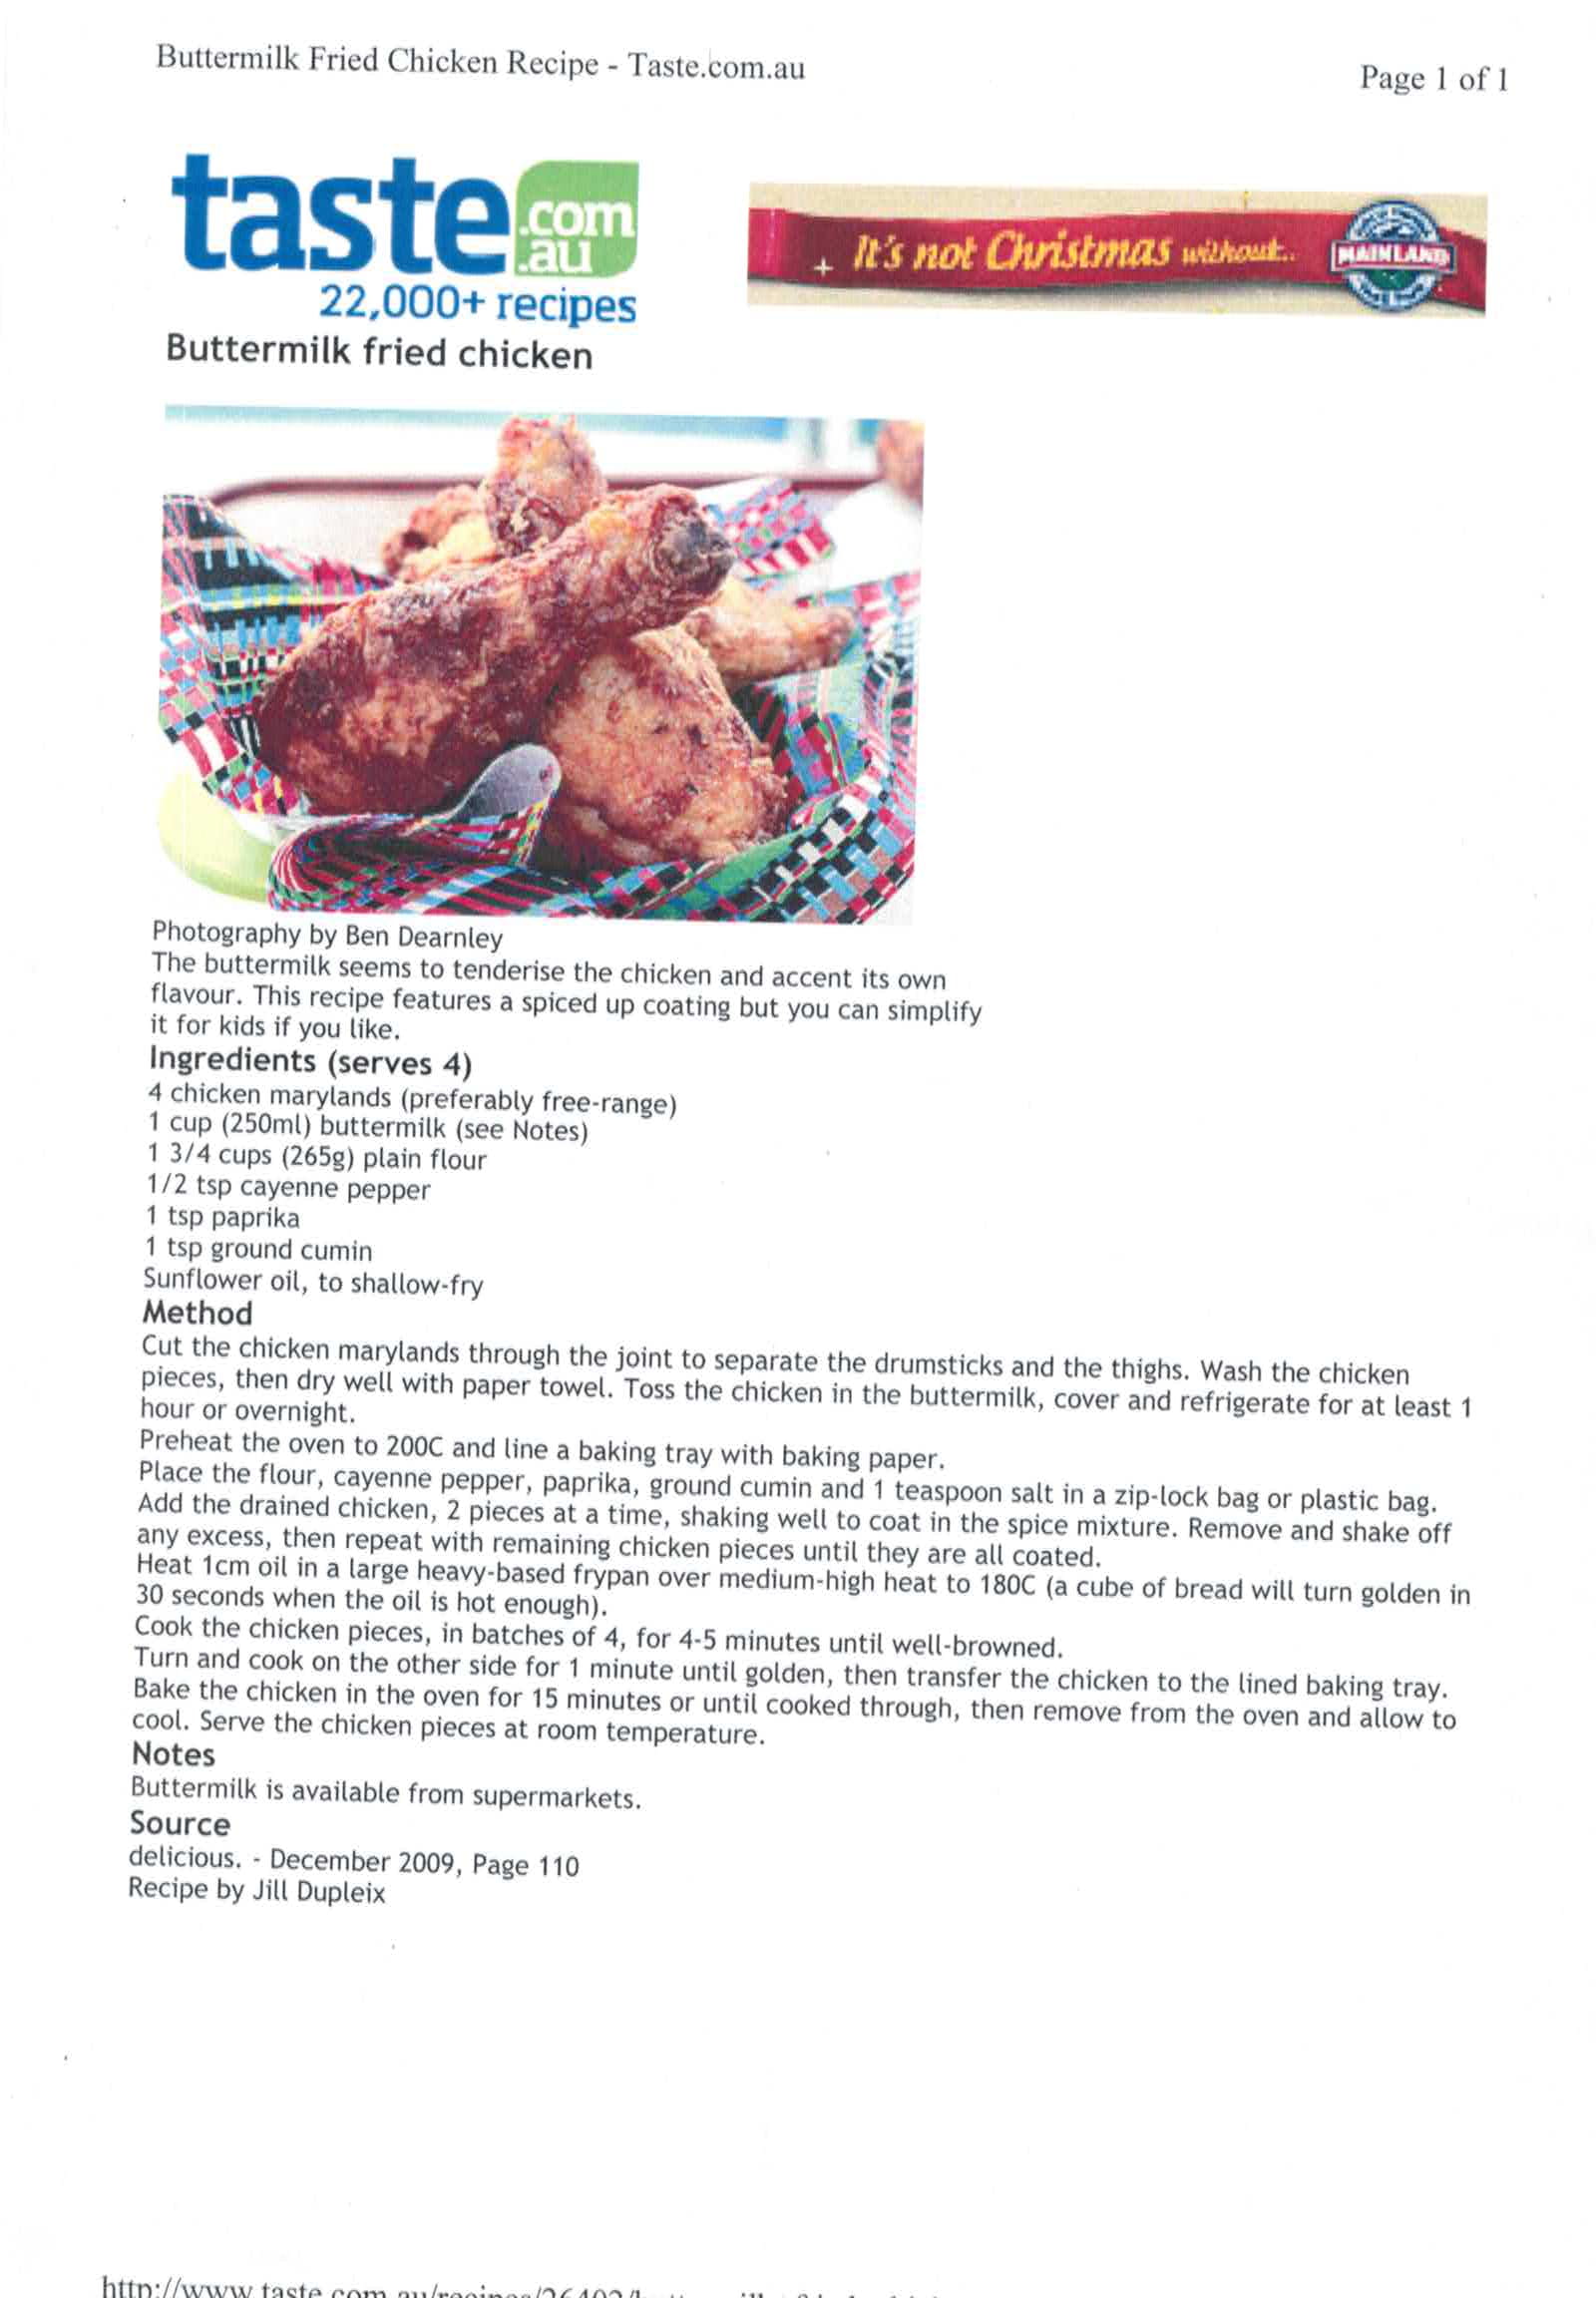 Buttermilk Fried Chicken Recipe - Taste.com.au
Page 1 of 1
taste.com.au
22,000+ recipes
It's not Christmas without..
MAINLAND
Buttermilk fried chicken
Photography by Ben Dearnley
The buttermilk seems to tenderise the chicken and accent its own
flavour. This recipe features a spiced up coating but you can simplify
it for kids if you like.
Ingredients (serves 4)
4 chicken marylands (preferably free-range)
1 cup (250ml) buttermilk (see Notes)
1 3/4 cups (265g) plain flour
1/2 tsp cayenne pepper
1 tsp paprika
1 tsp ground cumin
Sunflower oil, to shallow-fry
Method
Cut the chicken marylands through the joint to separate the drumsticks and the thighs. Wash the chicken
pieces, then dry well with paper towel. Toss the chicken in the buttermilk, cover and refrigerate for at least 1
hour or overnight.
Preheat the oven to 200C and line a baking tray with baking paper.
Place the flour, cayenne pepper, paprika, ground cumin and 1 teaspoon salt in a zip-lock bag or plastic bag.
Add the drained chicken, 2 pieces at a time, shaking well to coat in the spice mixture. Remove and shake off
any excess, then repeat with remaining chicken pieces until they are all coated.
Heat 1cm oil in a large heavy-based frypan over medium-high heat to 180C (a cube of bread will turn golden in
30 seconds when the oil is hot enough).
Cook the chicken pieces, in batches of 4, for 4-5 minutes until well-browned.
Turn and cook on the other side for 1 minute until golden, then transfer the chicken to the lined baking tray.
Bake the chicken in the oven for 15 minutes or until cooked through, then remove from the oven and allow to
cool. Serve the chicken pieces at room temperature.
Notes
Buttermilk is available from supermarkets.
Source
delicious. - December 2009, Page 110
Recipe by Jill Dupleix
http://www.taste.com.au/recipes/